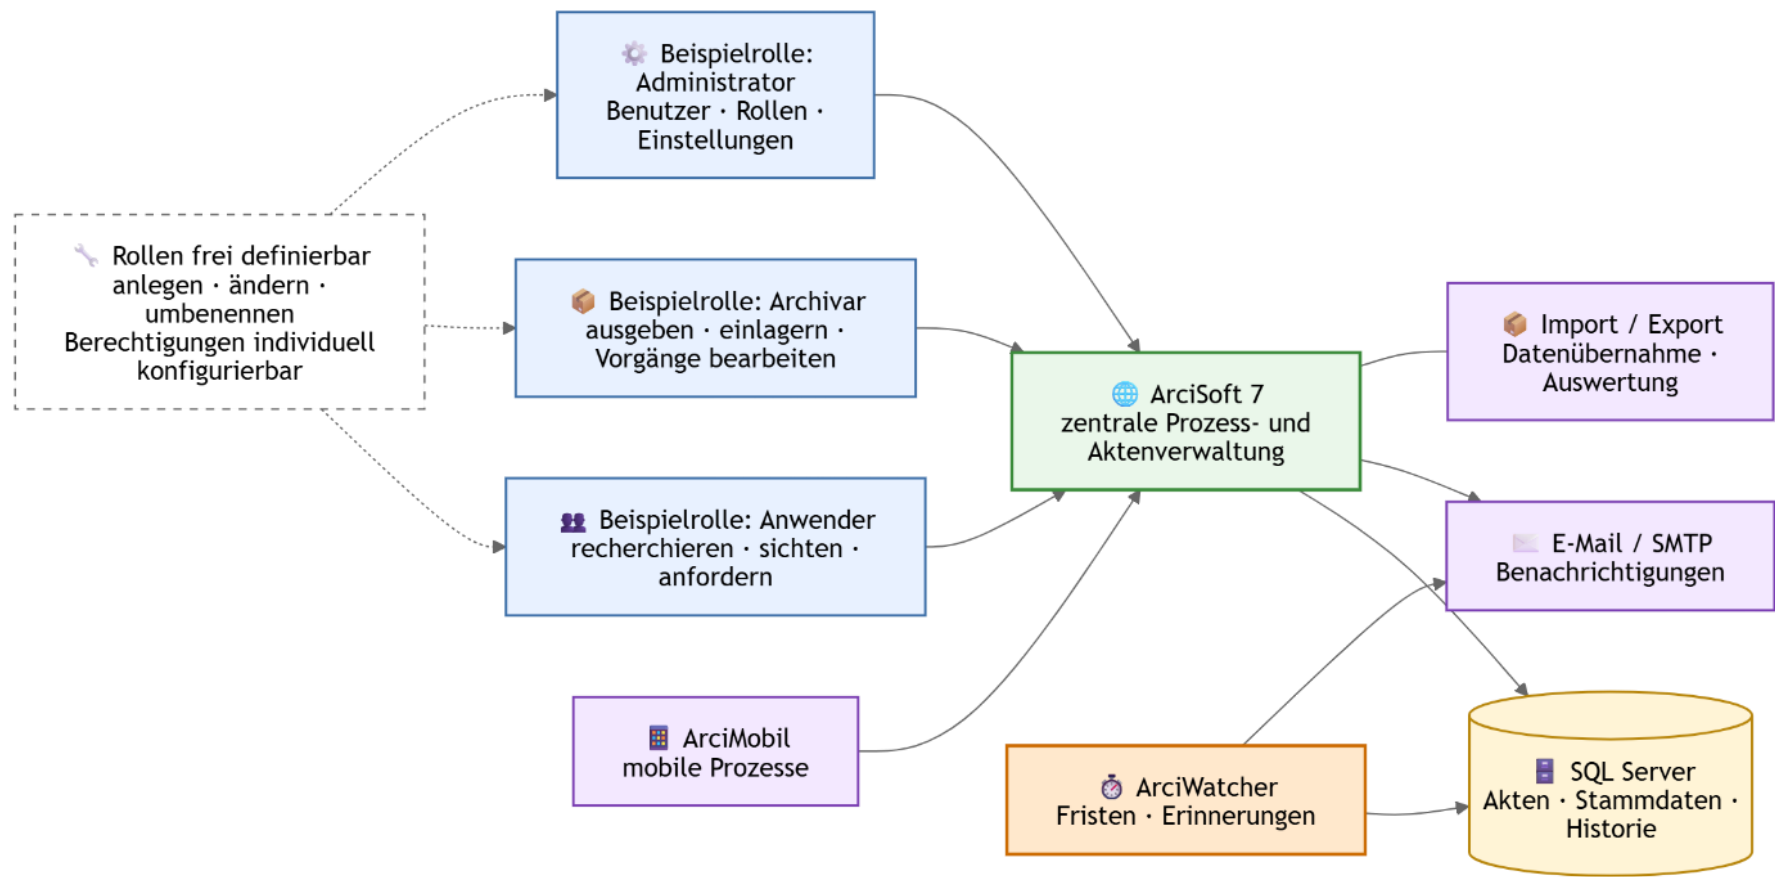 Beispielrolle:
Administrator
Benutzer · Rollen ·
Einstellungen
Rollen frei definierbar
anlegen · ändern ·
umbenennen
Berechtigungen individuell
konfigurierbar
Beispielrolle: Archivar
ausgeben · einlagern ·
Vorgänge bearbeiten
Beispielrolle: Anwender
recherchieren · sichten ·
anfordern
ArciMobil
mobile Prozesse
ArciSoft 7
zentrale Prozess- und
Aktenverwaltung
ArciWatcher
Fristen · Erinnerungen
Import / Export
Datenübernahme ·
Auswertung
E-Mail / SMTP
Benachrichtigungen
SQL Server
Akten · Stammdaten ·
Historie